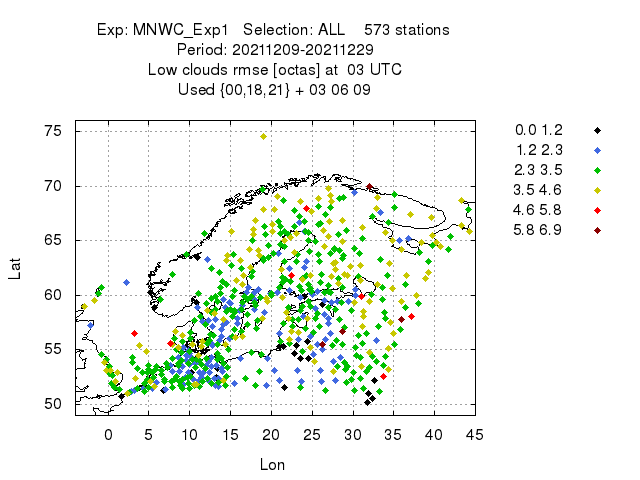 Exp: MNWC_Exp1   Selection: ALL    573 stations
Period: 20211209-20211229
Low clouds rmse [octas] at  03 UTC
Used {00,18,21} + 03 06 09
0.0 1.2
1.2 2.3
2.3 3.5
3.5 4.6
4.6 5.8
5.8 6.9
75
70
65
60
55
50
Lat
0 5 10 15 20 25 30 35 40 45
Lon